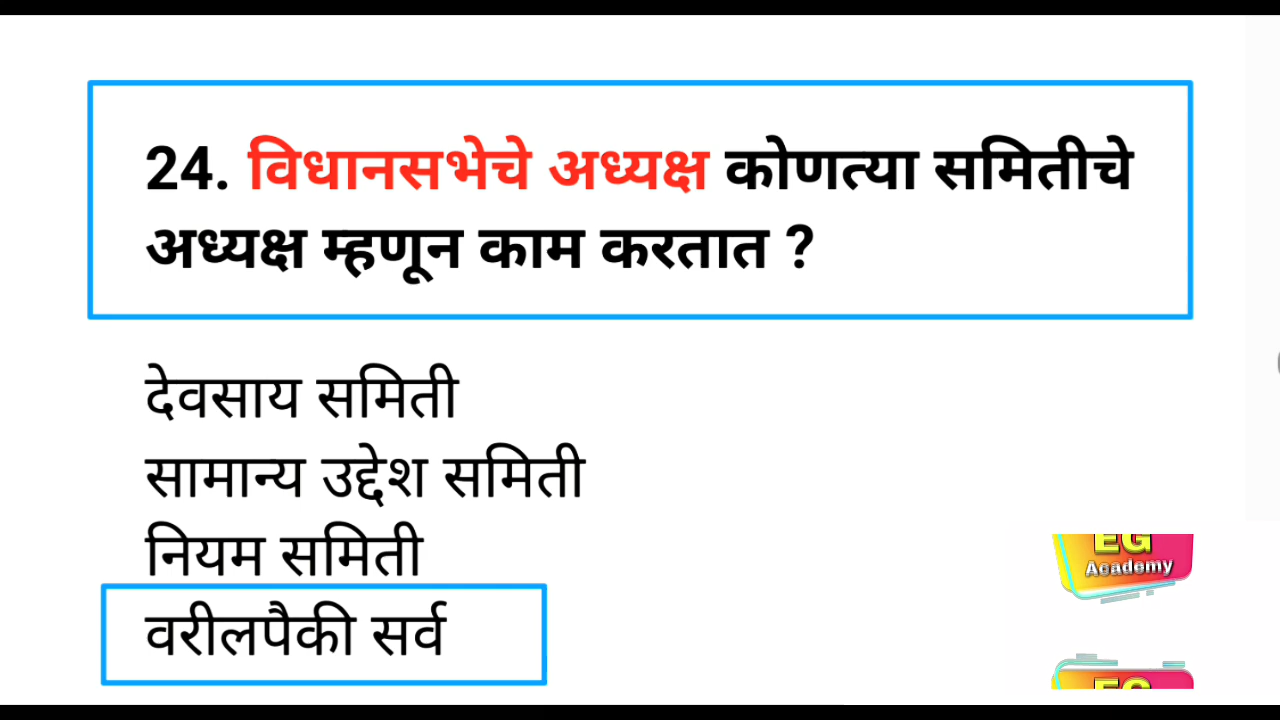 24. विधानसभेचे अध्यक्ष कोणत्या समितीचे
अध्यक्ष म्हणून काम करतात ?
देवसाय समिती
सामान्य उद्देश समिती
नियम समिती
वरीलपैकी सर्व
EG
Academy
EG